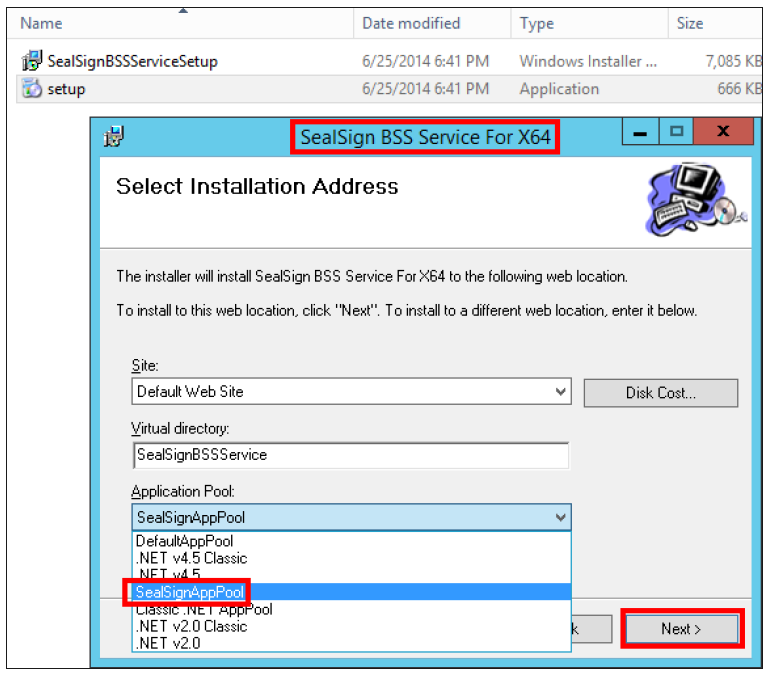 Name Date modified Type Size
SealSignBSSServiceSetup 6/25/2014 6:41 PM Windows Installer ... 7,085 KB
setup 6/25/2014 6:41 PM Application 666 KB
SealSign BSS Service For X64
Select Installation Address
The installer will install SealSign BSS Service For X64 to the following web location.
To install to this web location, click "Next". To install to a different web location, enter it below.
Site:
Default Web Site Disk Cost...
Virtual directory:
SealSignBSSService
Application Pool:
SealSignAppPool
DefaultAppPool
.NET v4.5 Classic
.NET v4.5
SealSignAppPool
Classic .NET AppPool
.NET v2.0 Classic
.NET v2.0
k Next >